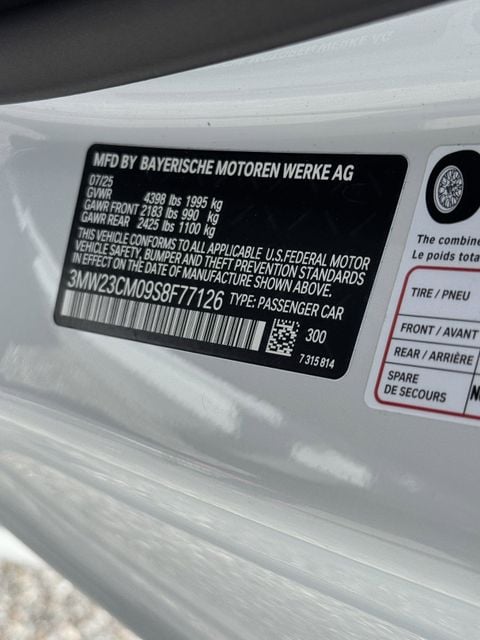 MFD BY BAYERISCHE MOTOREN WERKE AG
07/25
GVWR 4398 lbs 1995 kg
GAWR FRONT 2183 lbs 990 kg
GAWR REAR 2425 lbs 1100 kg
THIS VEHICLE CONFORMS TO ALL APPLICABLE U.S.FEDERAL MOTOR
VEHICLE SAFETY, BUMPER AND THEFT PREVENTION STANDARDS
IN EFFECT ON THE DATE OF MANUFACTURE SHOWN ABOVE.
3MW23CM09S8F77126 TYPE: PASSENGER CAR
300
7 315 814
The combine
Le poids tota
TIRE / PNEU
FRONT / AVANT
REAR / ARRIÈRE
SPARE
DE SECOURS